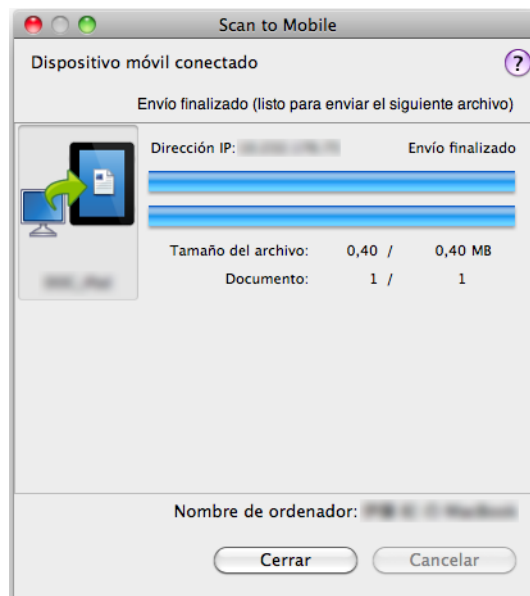 Scan to Mobile
Dispositivo móvil conectado ?
Envío finalizado (listo para enviar el siguiente archivo)
Dirección IP: Envío finalizado
Tamaño del archivo: 0,40 / 0,40 MB
Documento: 1 / 1
Nombre de ordenador: MacBook
Cerrar Cancelar